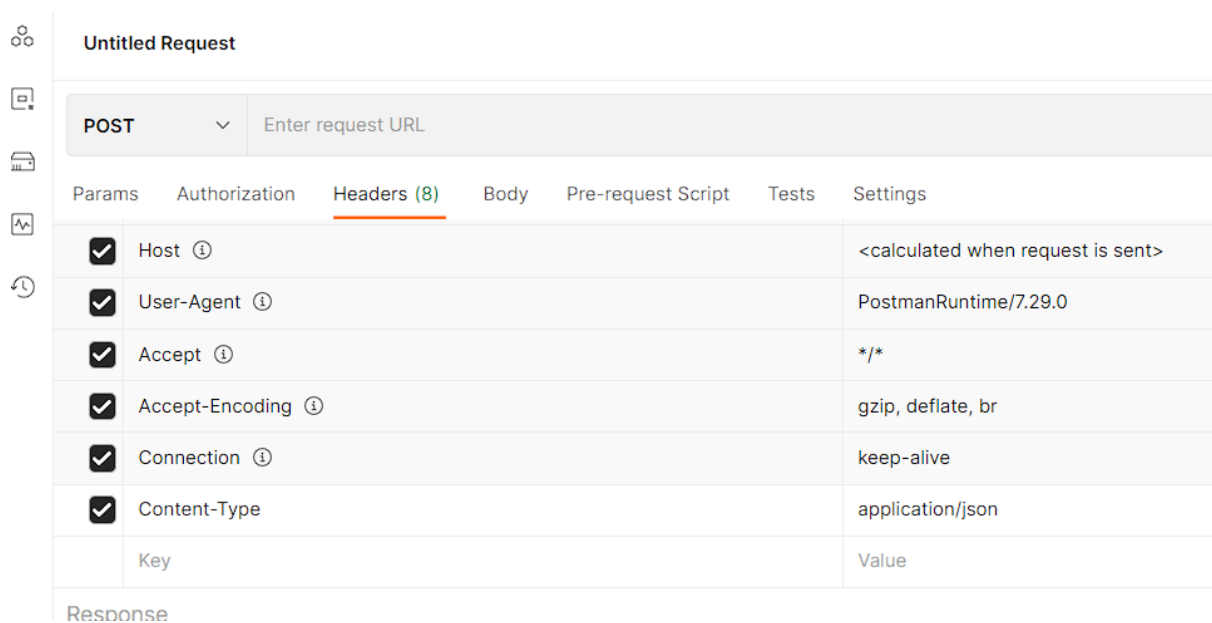 Untitled Request
POST Enter request URL
Params Authorization Headers (8) Body Pre-request Script Tests Settings
Host <calculated when request is sent>
User-Agent PostmanRuntime/7.29.0
Accept */*
Accept-Encoding gzip, deflate, br
Connection keep-alive
Content-Type application/json
Key Value
Response